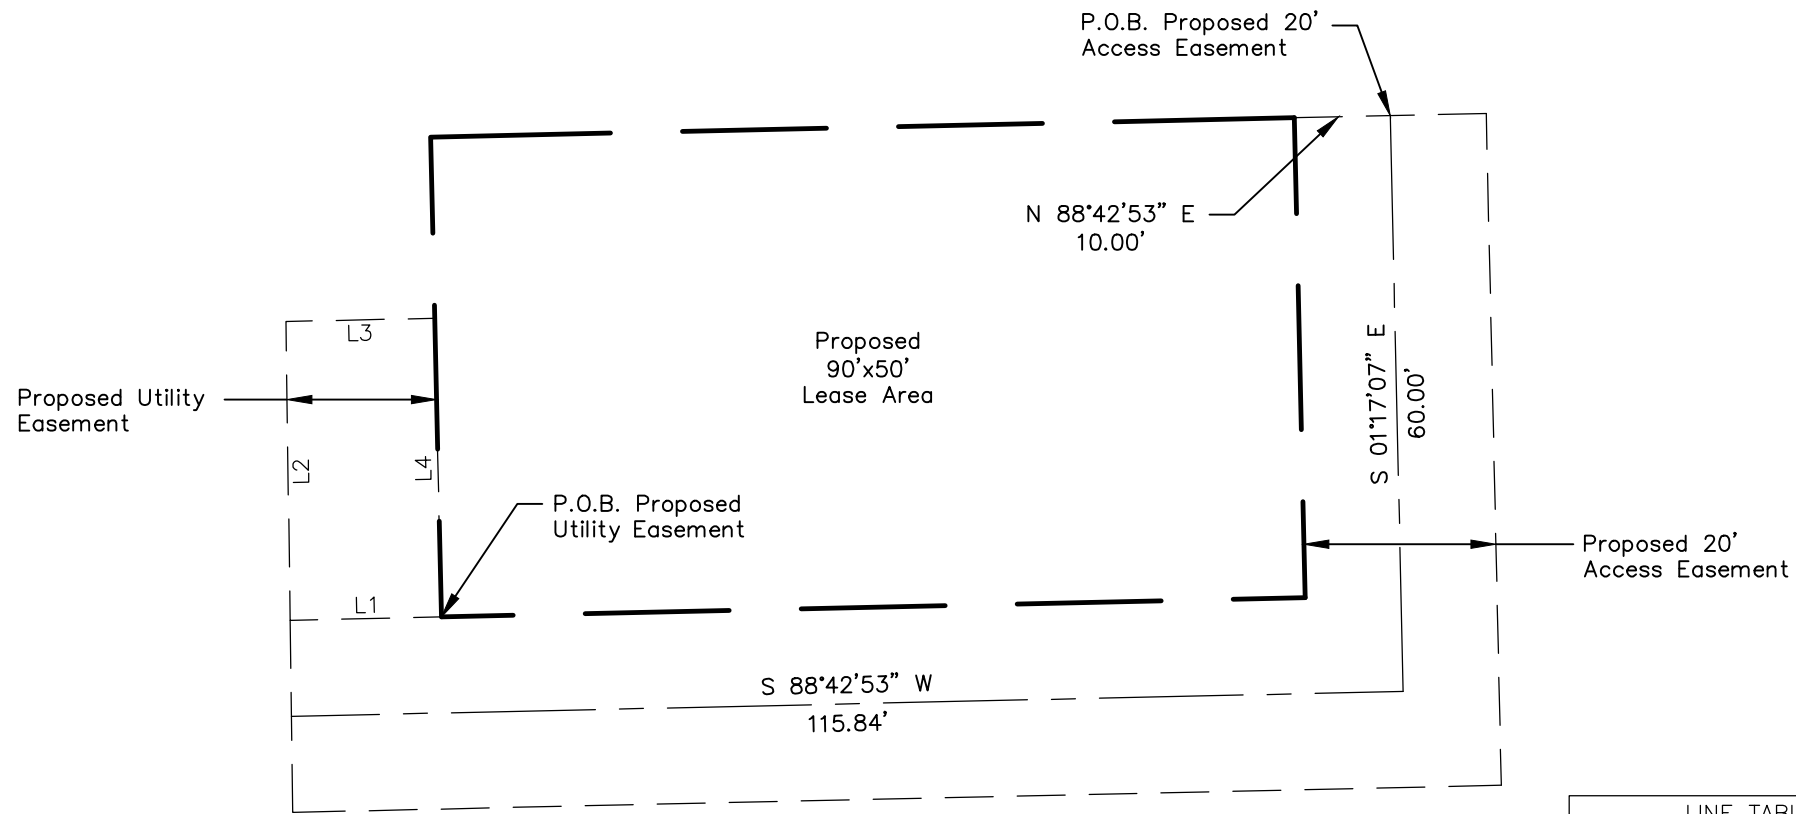 P.O.B. Proposed 20'
Access Easement
N 88°42'53" E
10.00'
Proposed
90'x50'
Lease Area
S 01°17'07" E
60.00'
L3
Proposed Utility
Easement
L2
L4
P.O.B. Proposed
Utility Easement
Proposed 20'
Access Easement
L1
S 88°42'53" W
115.84'
LINE